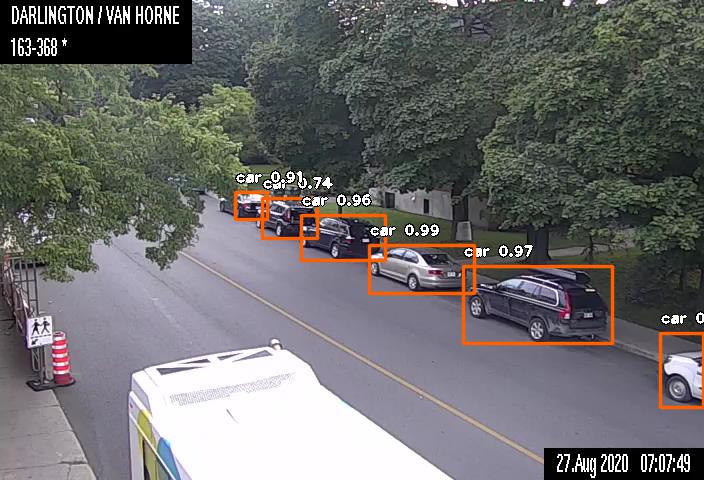 DARLINGTON / VAN HORNE
163-368 *
car 0.91
car 0.74
car 0.96
car 0.99
car 0.97
car 0
27.Aug 2020 07:07:49